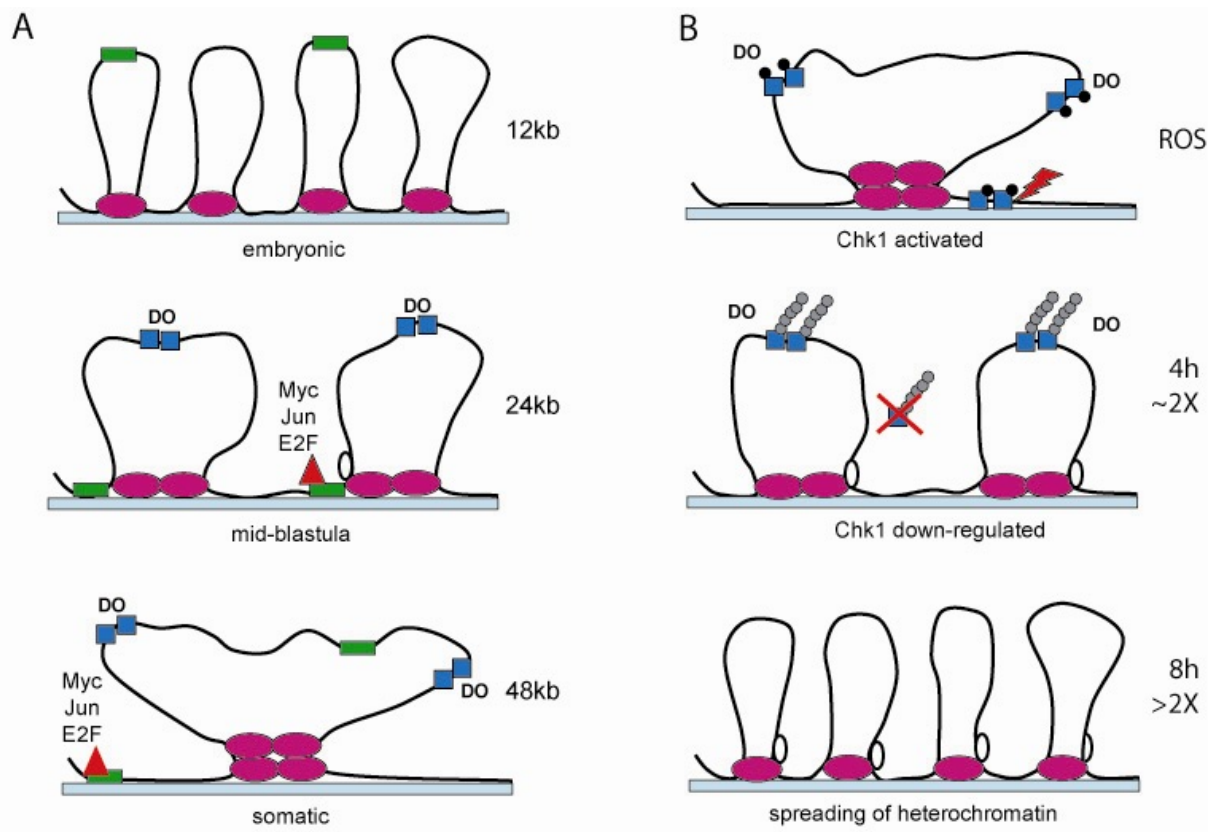 A
12kb
embryonic
DO
DO
Myc
Jun
E2F
24kb
mid-blastula
DO
Myc
Jun
E2F
DO
48kb
somatic
B
DO
DO
ROS
Chk1 activated
DO
DO
4h
~2X
Chk1 down-regulated
8h
>2X
spreading of heterochromatin